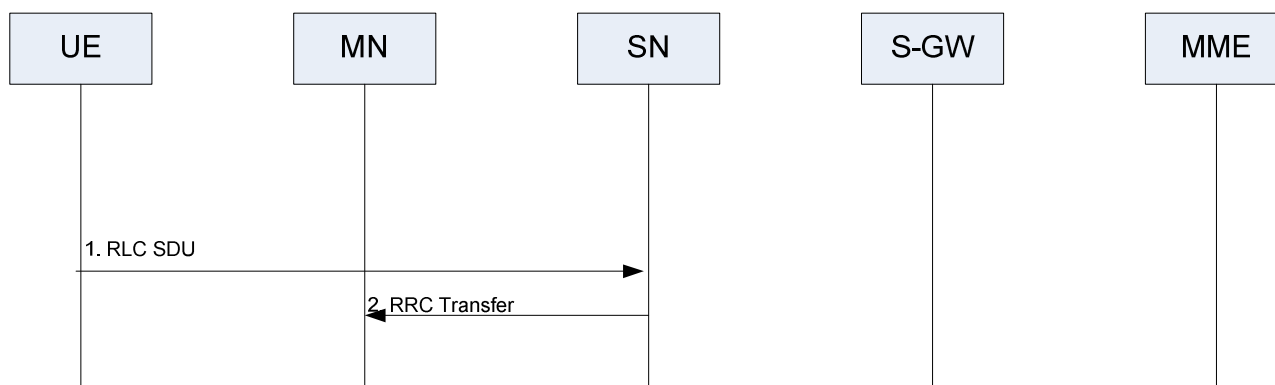 UE
MN
SN
S-GW
MME
1. RLC SDU
2. RRC Transfer